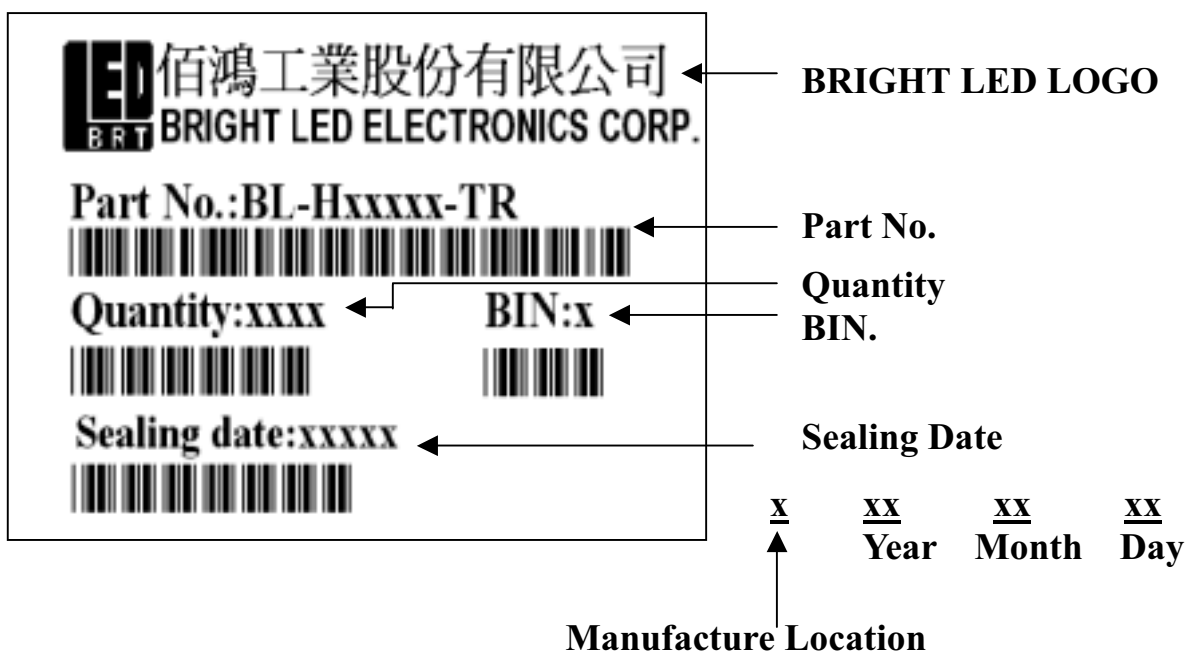 LED 佰鴻工業股份有限公司
BRT BRIGHT LED ELECTRONICS CORP.
BRIGHT LED LOGO
Part No.:BL-Hxxxxx-TR
Part No.
Quantity:xxxx
BIN:x
Quantity
BIN.
Sealing date:xxxxx
Sealing Date
x xx xx xx
Year Month Day
Manufacture Location